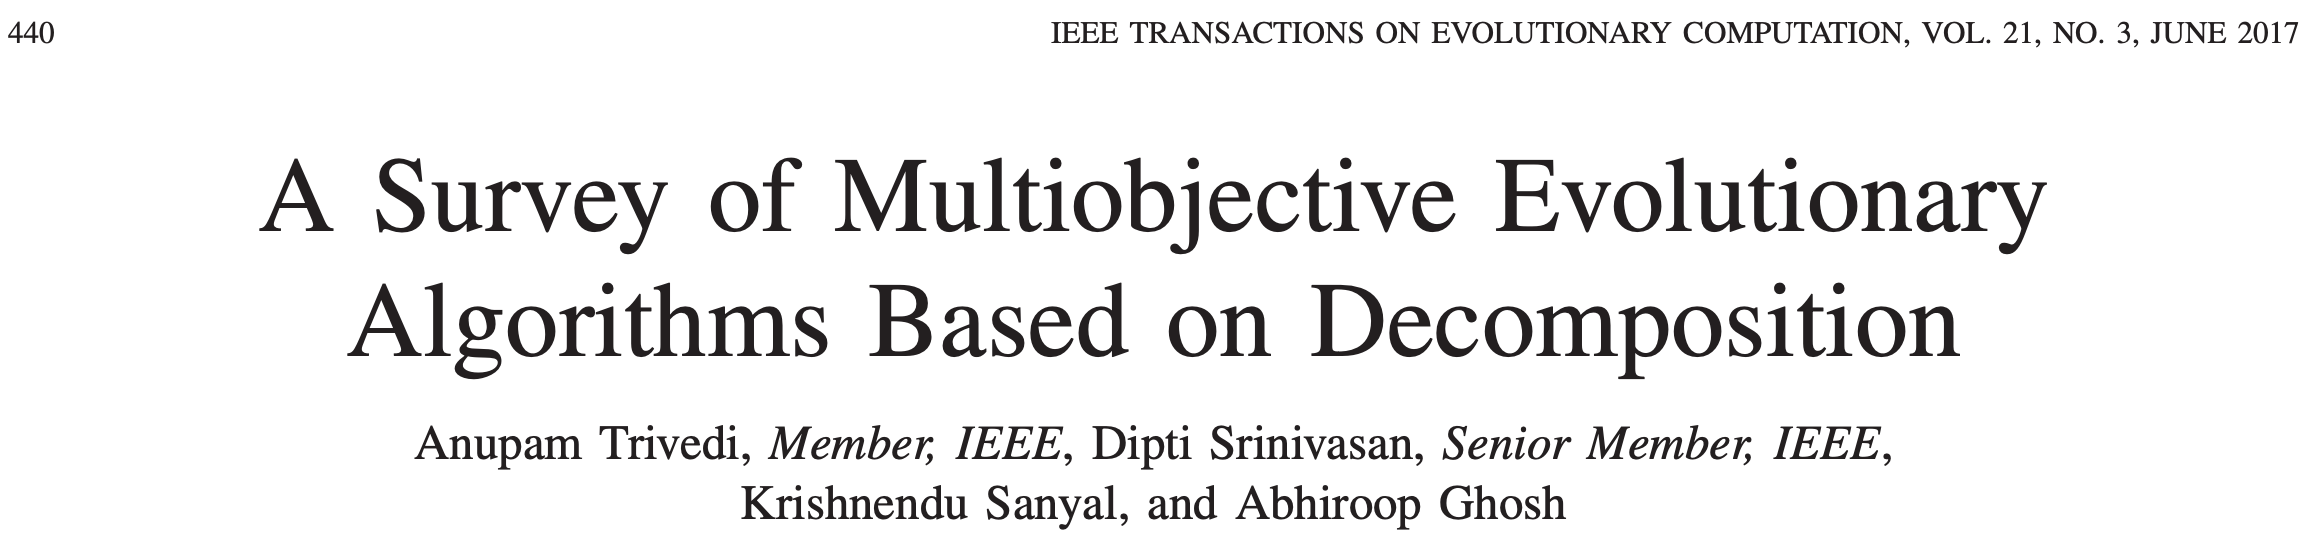 440
IEEE TRANSACTIONS ON EVOLUTIONARY COMPUTATION, VOL. 21, NO. 3, JUNE 2017
A Survey of Multiobjective Evolutionary
Algorithms Based on Decomposition
Anupam Trivedi, Member, IEEE, Dipti Srinivasan, Senior Member, IEEE,
Krishnendu Sanyal, and Abhiroop Ghosh